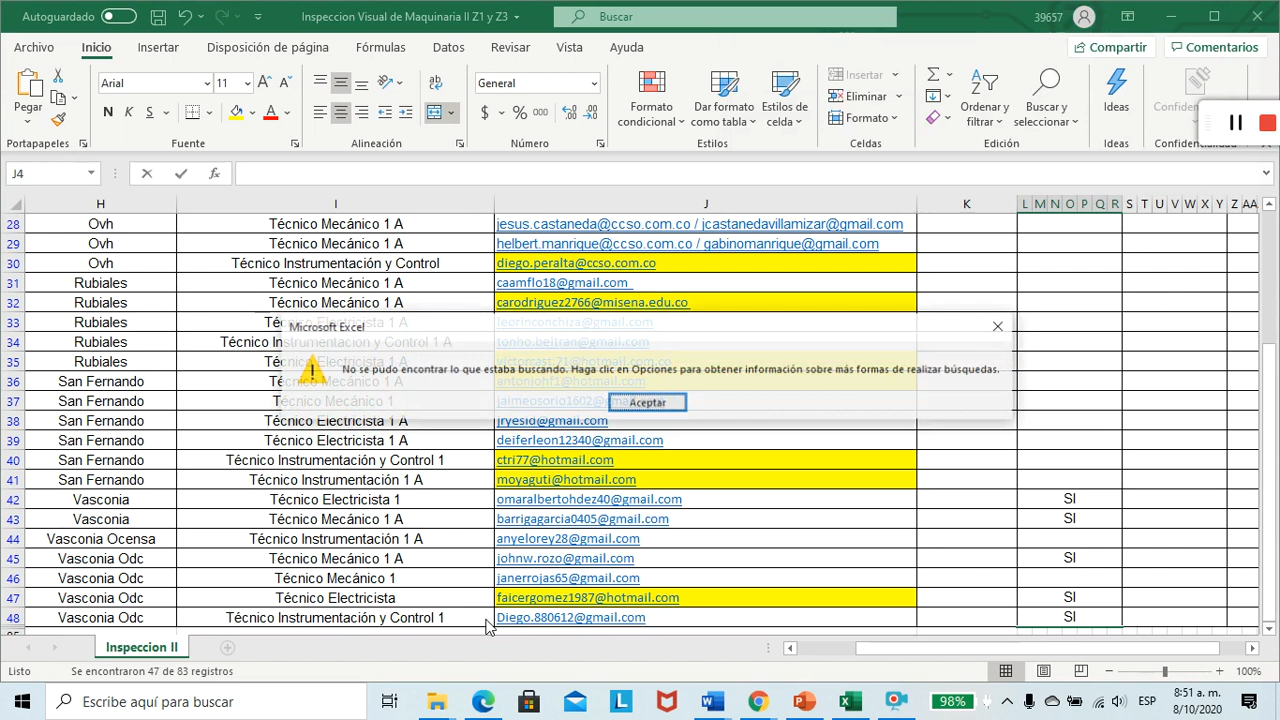 Autoguardado
Inspeccion Visual de Maquinaria II Z1 y Z3
Buscar
39657
Archivo Inicio Insertar Disposición de página Fórmulas Datos Revisar Vista Ayuda Compartir Comentarios
Pegar
Arial 11
N K S
General
$ % 000
Formato condicional
Dar formato como tabla
Estilos de celda
Insertar
Eliminar
Formato
Ordenar y filtrar
Buscar y seleccionar
Ideas
Portapapeles Fuente Alineación Número Estilos Celdas Edición Ideas Confidencialidad
J4 fx
H I J K L M N O P Q R S T U V W X Y Z AA
28 Ovh Técnico Mecánico 1 A jesus.castaneda@ccso.com.co / jcastanedavillamizar@gmail.com
29 Ovh Técnico Mecánico 1 A helbert.manrique@ccso.com.co / gabinomanrique@gmail.com
30 Ovh Técnico Instrumentación y Control diego.peralta@ccso.com.co
31 Rubiales Técnico Mecánico 1 A caamflo18@gmail.com
32 Rubiales Técnico Mecánico 1 A carodriguez2766@misena.edu.co
33 Rubiales Técnico Electricista 1 A leorinconchiza@gmail.com
Microsoft Excel
34 Rubiales Técnico Instrumentación y Control 1 A tonho.beltran@gmail.com
35 Rubiales Técnico Electricista 1 A victorcast_21@hotmail.com.co
No se pudo encontrar lo que estaba buscando. Haga clic en Opciones para obtener información sobre más formas de realizar búsquedas.
36 San Fernando Técnico Electricista 1 A antoniohf1@hotmail.com
37 San Fernando Técnico Mecánico 1 jaimeosorio1602@gmail.com
Aceptar
38 San Fernando Técnico Electricista 1 A jryesid@gmail.com
39 San Fernando Técnico Electricista 1 A deiferleon12340@gmail.com
40 San Fernando Técnico Instrumentación y Control 1 ctri77@hotmail.com
41 San Fernando Técnico Instrumentación 1 A moyaguti@hotmail.com
42 Vasconia Técnico Electricista 1 omaralbertohdez40@gmail.com SI
43 Vasconia Técnico Mecánico 1 A barrigagarcia0405@gmail.com SI
44 Vasconia Ocensa Técnico Instrumentación 1 A anyelorey28@gmail.com
45 Vasconia Odc Técnico Mecánico 1 A johnw.rozo@gmail.com SI
46 Vasconia Odc Técnico Mecánico 1 janerrojas65@gmail.com
47 Vasconia Odc Técnico Electricista faicergomez1987@hotmail.com SI
48 Vasconia Odc Técnico Instrumentación y Control 1 Diego.880612@gmail.com SI
Inspeccion II
Listo Se encontraron 47 de 83 registros 100%
Escribe aquí para buscar
98%
ESP
8:51 a. m.
8/10/2020